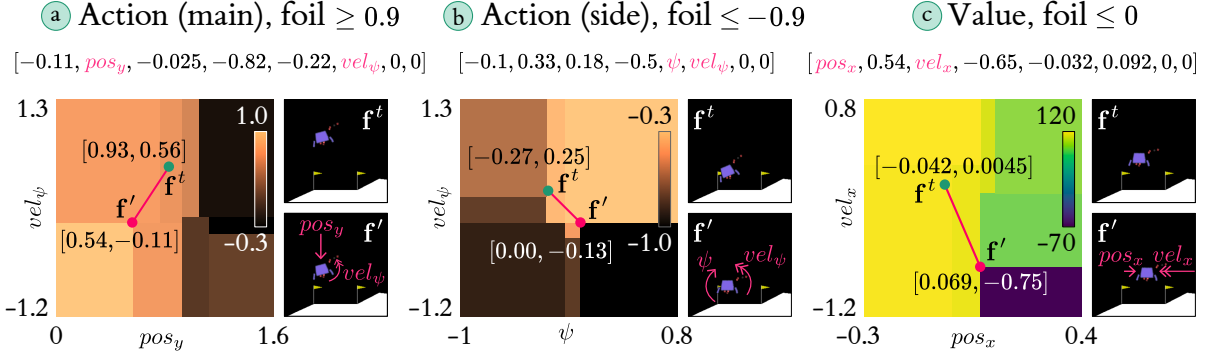 a Action (main), foil ≥ 0.9
[−0.11, pos_y, −0.025, −0.82, −0.22, vel_ψ, 0, 0]
1.3
vel_ψ
−1.2
0
pos_y
1.6
[0.93, 0.56]
f^t
f′
[0.54, −0.11]
1.0
−0.3
f^t
f′
pos_y
vel_ψ
b Action (side), foil ≤ −0.9
[−0.1, 0.33, 0.18, −0.5, ψ, vel_ψ, 0, 0]
1.3
vel_ψ
−1.2
−1
ψ
0.8
[−0.27, 0.25]
f^t
f′
[0.00, −0.13]
−0.3
−1.0
f^t
f′
ψ
vel_ψ
c Value, foil ≤ 0
[pos_x, 0.54, vel_x, −0.65, −0.032, 0.092, 0, 0]
0.8
vel_x
−1.2
−0.3
pos_x
0.4
[−0.042, 0.0045]
f^t
f′
[0.069, −0.75]
120
−70
f^t
f′
pos_x
vel_x